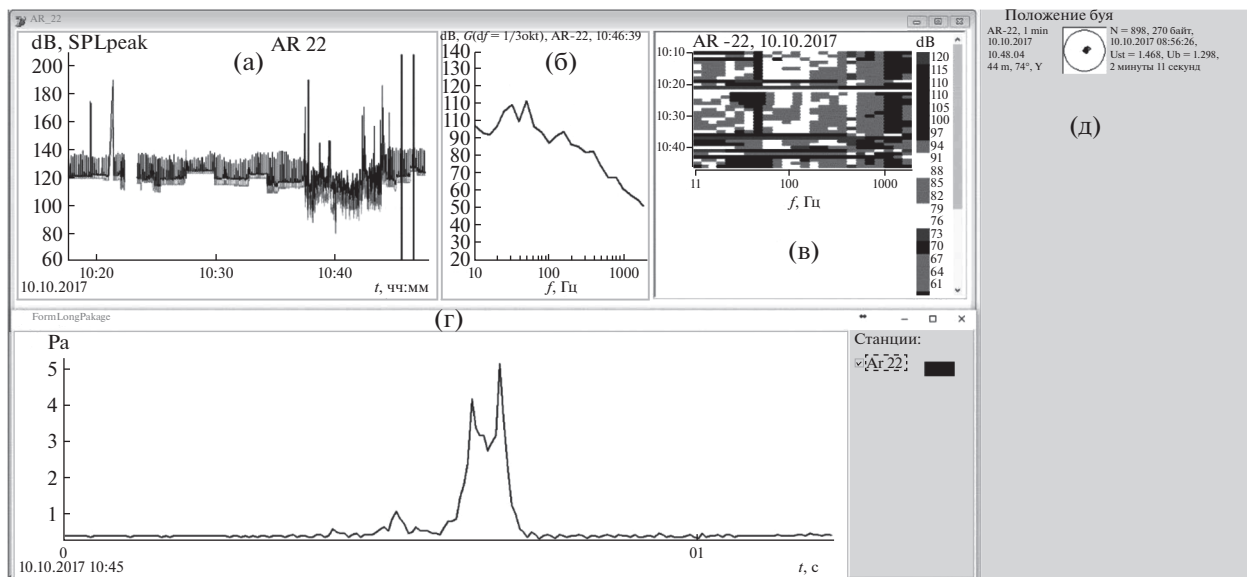 AR_22
dB, SPLpeak
AR 22
(а)
200
180
160
140
120
100
80
60
10:20
10:30
10:40
10.10.2017
t, чч:мм
dB, G(df = 1/3okt), AR-22, 10:46:39
(б)
140
130
120
110
90
100
80
70
60
50
40
30
20
10
100
1000
f, Гц
AR -22, 10.10.2017
dB
10:10
10:20
10:30
10:40
11
100
1000
f, Гц
(в)
120
115
110
110
105
100
97
94
91
88
85
82
79
76
73
70
67
64
61
Положение буя
AR-22, 1 min
10.10.2017
10.48.04
44 m, 74°, Y
N = 898, 270 байт,
10.10.2017 08:56:26,
Ust = 1.468, Ub = 1.298,
2 минуты 11 секунд
(д)
FormLongPakage
(г)
Pa
5
4
3
2
1
0
01
10.10.2017 10:45
t, с
Станции:
Ar 22